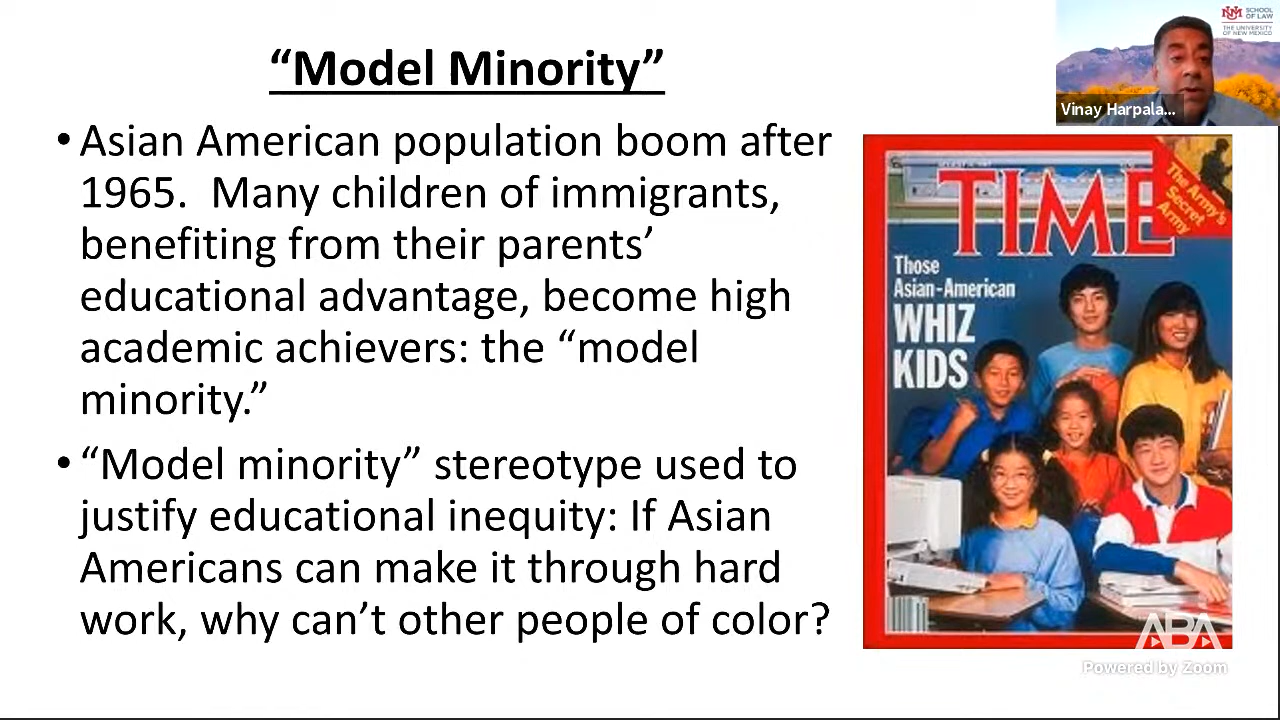 “Model Minority”
• Asian American population boom after
1965.  Many children of immigrants,
benefiting from their parents’
educational advantage, become high
academic achievers: the “model
minority.”
• “Model minority” stereotype used to
justify educational inequity: If Asian
Americans can make it through hard
work, why can’t other people of color?
NM SCHOOL
OF LAW
THE UNIVERSITY
OF NEW MEXICO
Vinay Harpala...
TIME
The Army's
Secret
Army
Those
Asian-American
WHIZ
KIDS
ABA
Powered by Zoom